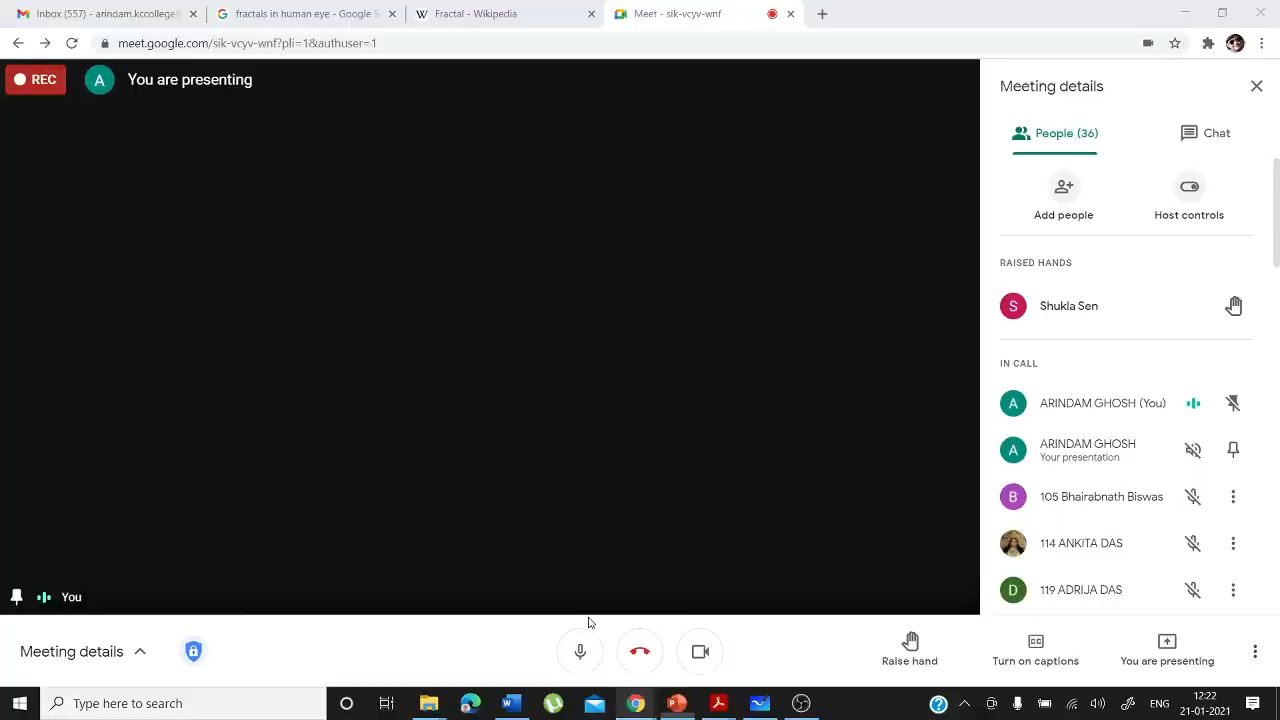 Inbox (557) - arindam.kccollege@
fractals in human eye - Google S
Fractal - Wikipedia
Meet - sik-vcyv-wnf
meet.google.com/sik-vcyv-wnf?pli=1&authuser=1
REC
A
You are presenting
Meeting details
People (36)
Chat
Add people
Host controls
RAISED HANDS
S
Shukla Sen
IN CALL
A
ARINDAM GHOSH (You)
A
ARINDAM GHOSH
Your presentation
B
105 Bhairabnath Biswas
114 ANKITA DAS
D
119 ADRIJA DAS
You
Meeting details
Raise hand
Turn on captions
You are presenting
Type here to search
ENG
12:22
21-01-2021